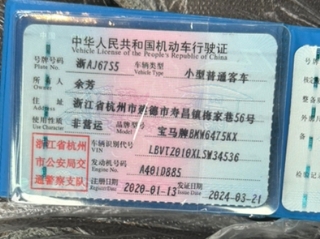 中华人民共和国机动车行驶证
Vehicle License of the People's Republic of China
号牌号码 Plate No. 浙AJ67S5 车辆类型 Vehicle Type 小型普通客车
所有人 Owner 余芳
住址 Address 浙江省杭州市建德市寿昌镇梅家巷56号
使用性质 Use Character 非营运 品牌型号 Model 宝马牌BMW6475KX
浙江省杭州市公安局交通警察支队
车辆识别代号 VIN LBVTZ010XL5W34536
发动机号码 Engine No. A401D885
注册日期 Register Date 2020-01-13 发证日期 Issue Date 2024-03-21